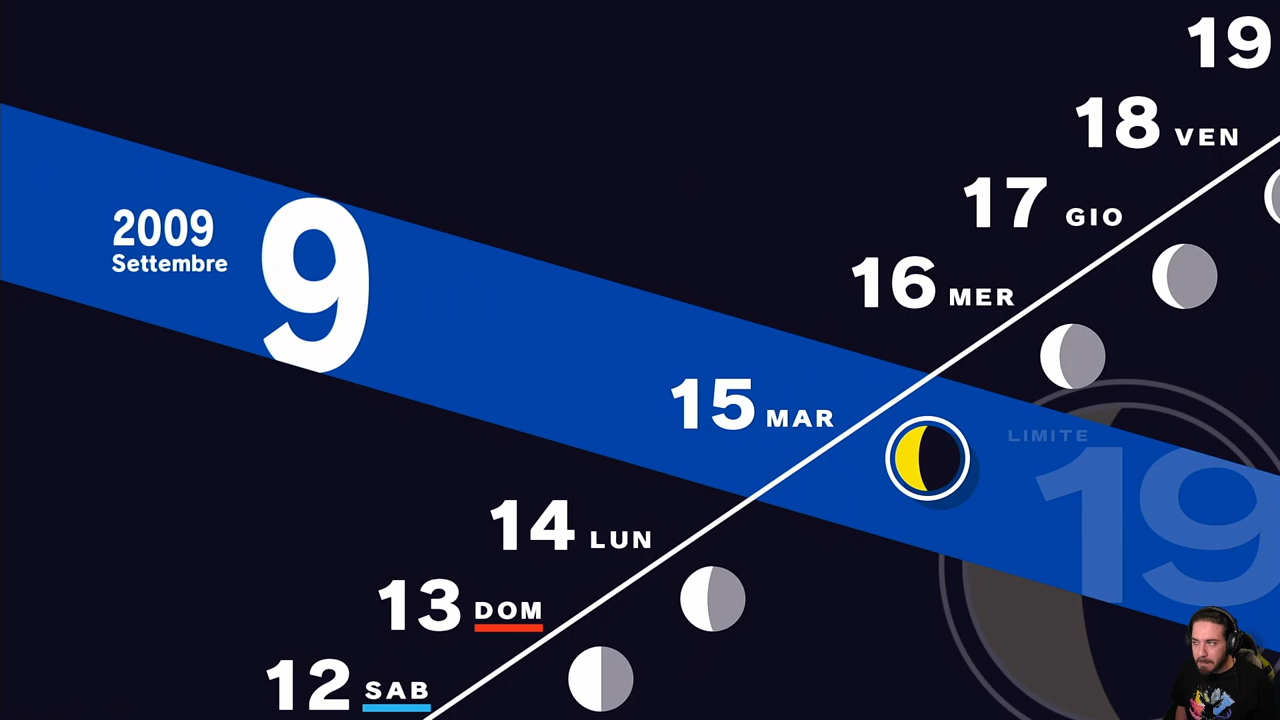 19
18 VEN
17 GIO
16 MER
2009
Settembre
9
15 MAR
LIMITE
19
14 LUN
13 DOM
12 SAB